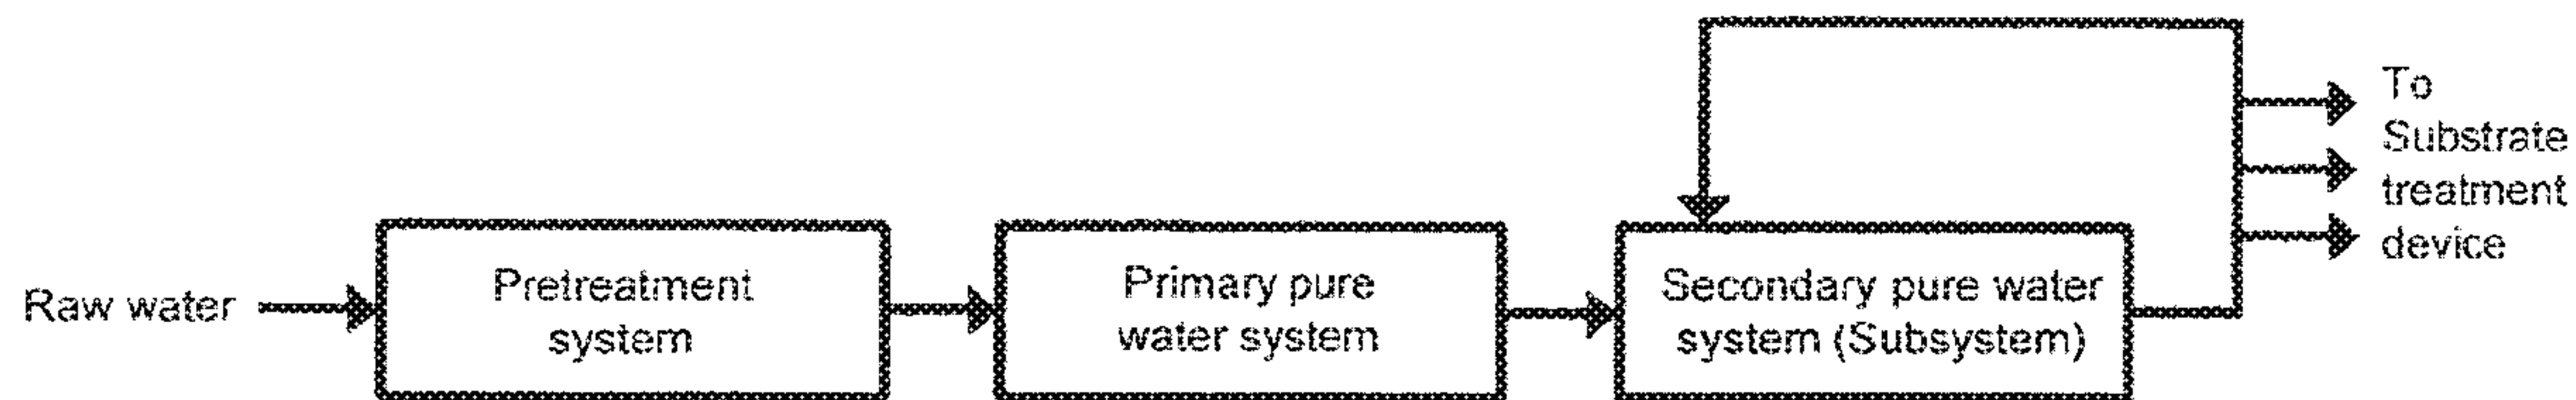 Raw water
Pretreatment
system
Primary pure
water system
Secondary pure water
system (Subsystem)
To
Substrate
treatment
device